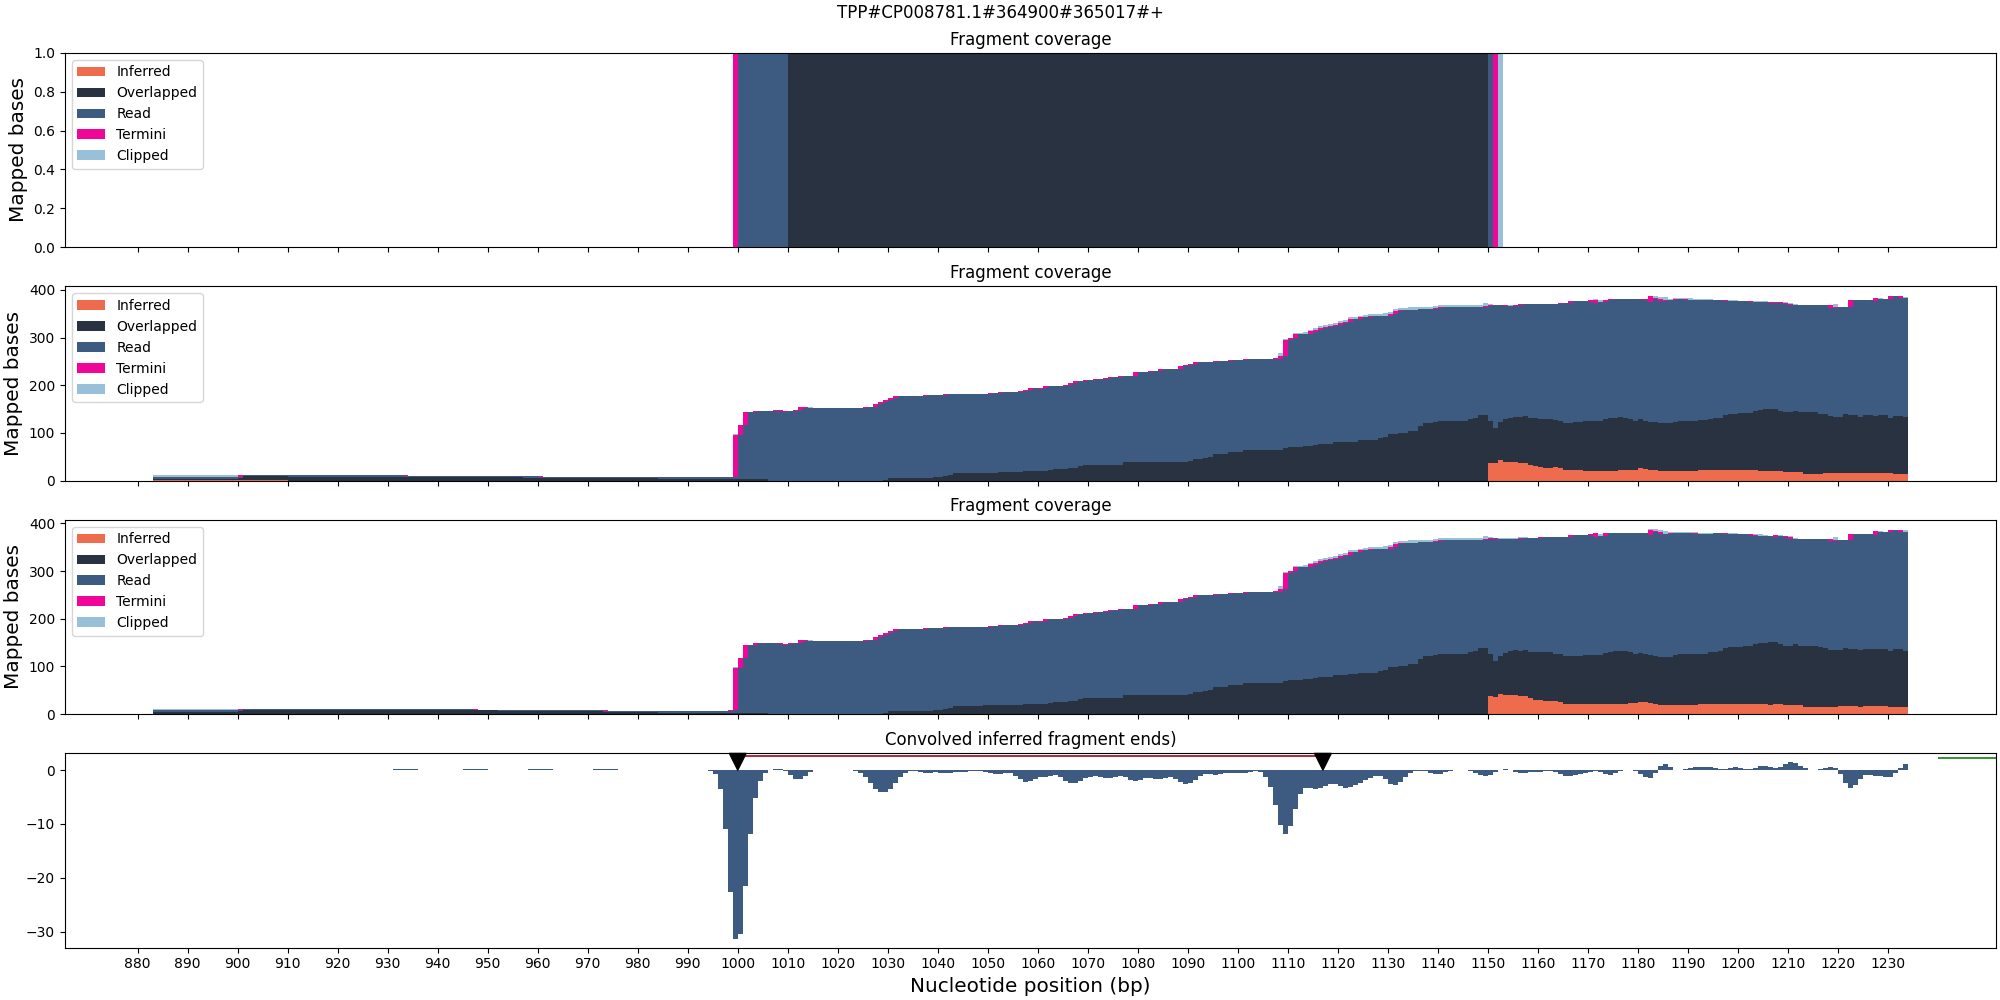 TPP#CP008781.1#364900#365017#+
Fragment coverage
Mapped bases
1.0
0.8
0.6
0.4
0.2
0.0
Inferred
Overlapped
Read
Termini
Clipped
Fragment coverage
Mapped bases
400
300
200
100
0
Inferred
Overlapped
Read
Termini
Clipped
Fragment coverage
Mapped bases
400
300
200
100
0
Inferred
Overlapped
Read
Termini
Clipped
Convolved inferred fragment ends)
0
−10
−20
−30
880 890 900 910 920 930 940 950 960 970 980 990 1000 1010 1020 1030 1040 1050 1060 1070 1080 1090 1100 1110 1120 1130 1140 1150 1160 1170 1180 1190 1200 1210 1220 1230
Nucleotide position (bp)